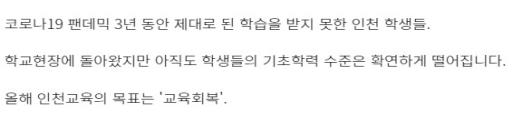 코로나19 팬데믹 3년 동안 제대로 된 학습을 받지 못한 인천 학생들.
학교현장에 돌아왔지만 아직도 학생들의 기초학력 수준은 확연하게 떨어집니다.
올해 인천교육의 목표는 '교육회복'.